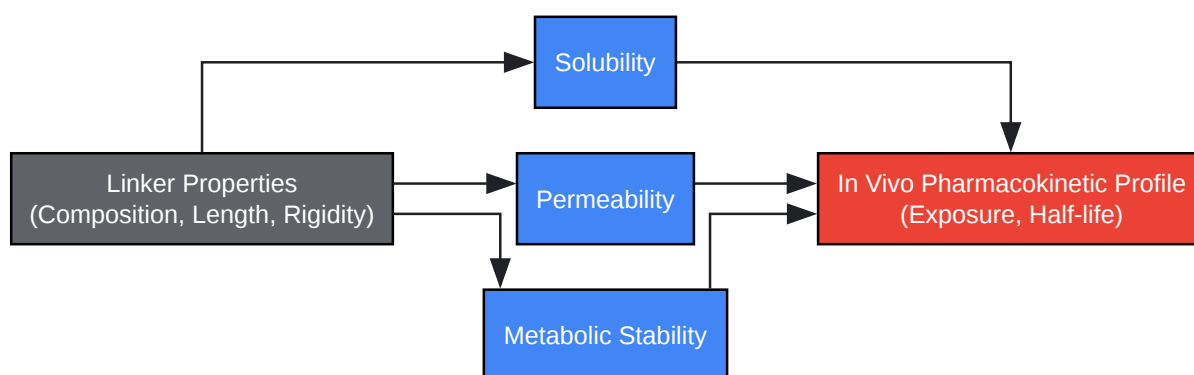 Solubility
Linker Properties
(Composition, Length, Rigidity)
Permeability
In Vivo Pharmacokinetic Profile
(Exposure, Half-life)
Metabolic Stability